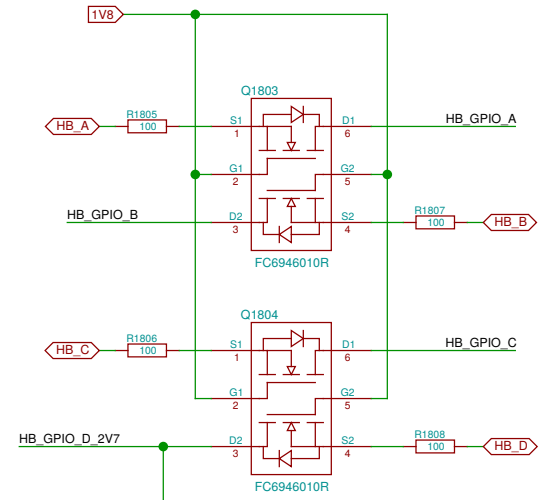 1V8
Q1803
R1805
HB_A
100
S1
1
D1
6
HB_GPIO_A
G1
2
G2
5
HB_GPIO_B
D2
3
S2
4
R1807
100
HB_B
FC6946010R
Q1804
R1806
HB_C
100
S1
1
D1
6
HB_GPIO_C
G1
2
G2
5
HB_GPIO_D_2V7
D2
3
S2
4
R1808
100
HB_D
FC6946010R